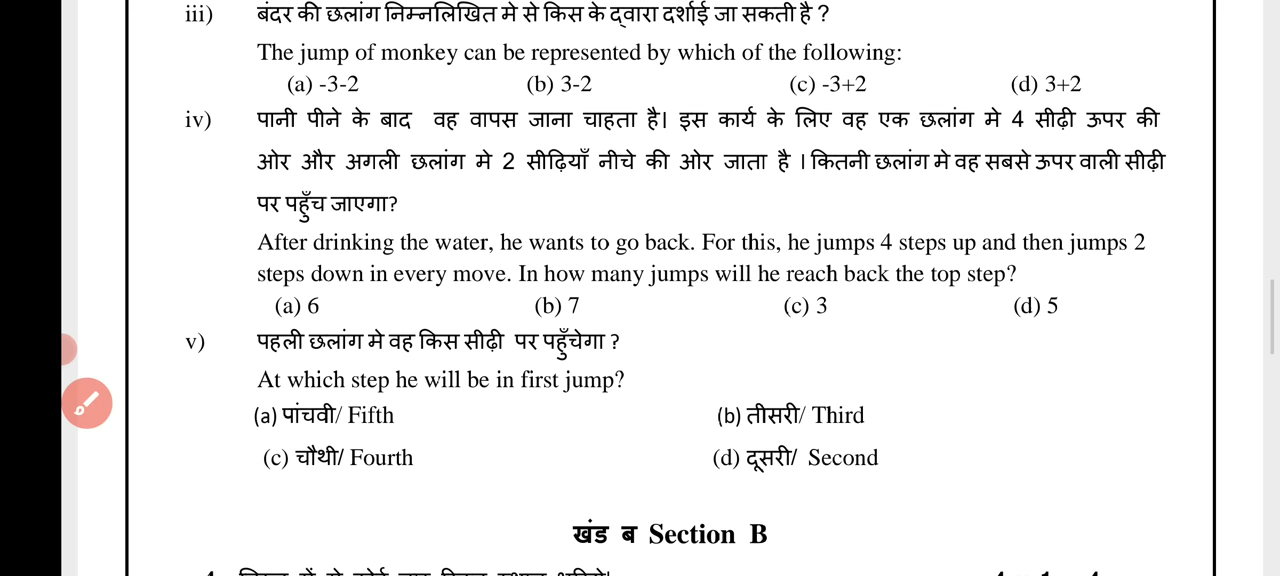 iii) बंदर की छलांग निम्नलिखित मे से किस के द्वारा दर्शाई जा सकती है ?
The jump of monkey can be represented by which of the following:
(a) -3-2 (b) 3-2 (c) -3+2 (d) 3+2
iv) पानी पीने के बाद वह वापस जाना चाहता है। इस कार्य के लिए वह एक छलांग मे 4 सीढ़ी ऊपर की
ओर और अगली छलांग मे 2 सीढ़ियाँ नीचे की ओर जाता है । कितनी छलांग मे वह सबसे ऊपर वाली सीढ़ी
पर पहुँच जाएगा?
After drinking the water, he wants to go back. For this, he jumps 4 steps up and then jumps 2
steps down in every move. In how many jumps will he reach back the top step?
(a) 6 (b) 7 (c) 3 (d) 5
v) पहली छलांग मे वह किस सीढ़ी पर पहुँचेगा ?
At which step he will be in first jump?
(a) पांचवी/ Fifth (b) तीसरी/ Third
(c) चौथी/ Fourth (d) दूसरी/ Second
खंड ब Section B